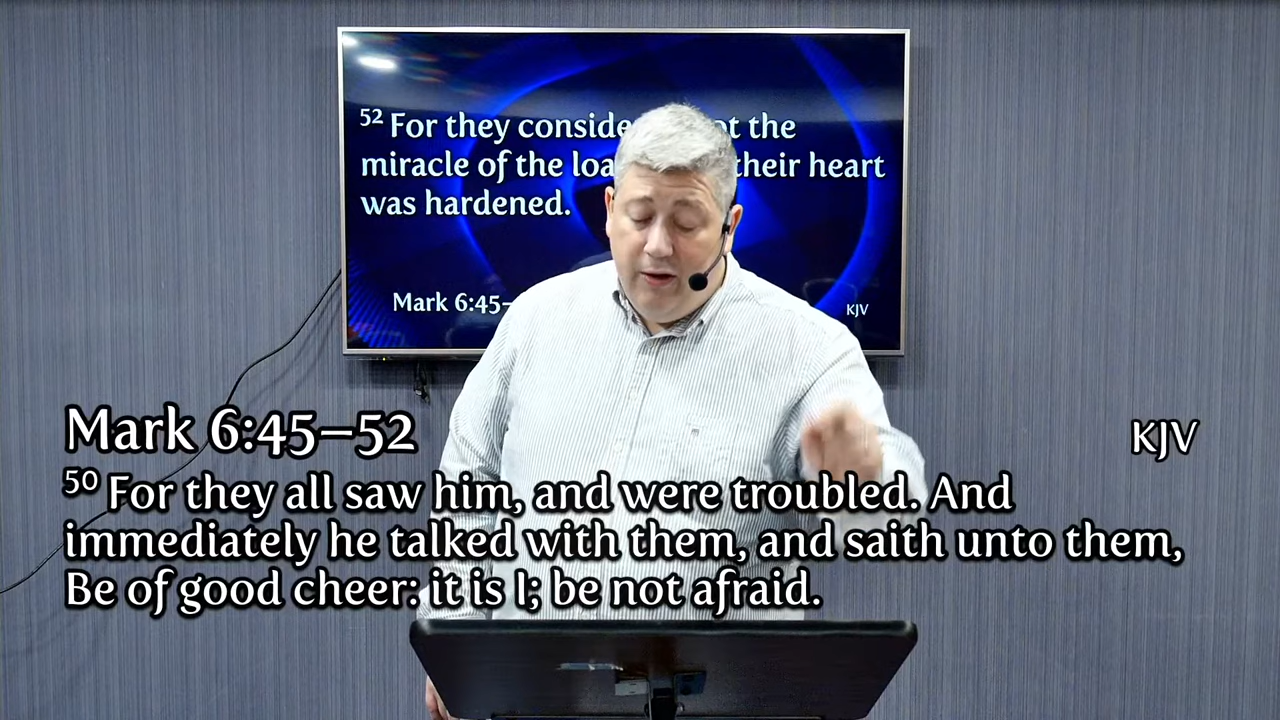 52 For they conside ot the
miracle of the loa their heart
was hardened.
Mark 6:45–
KJV
Mark 6:45–52
KJV
50 For they all saw him, and were troubled. And
immediately he talked with them, and saith unto them,
Be of good cheer: it is I; be not afraid.